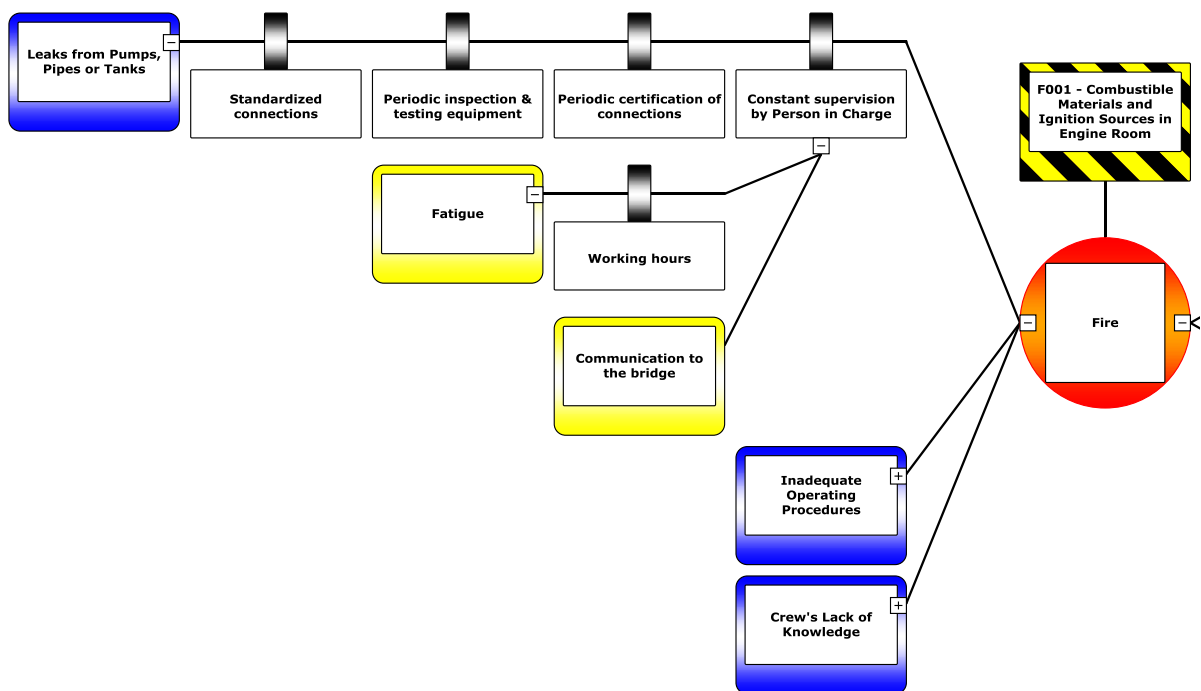 Leaks from Pumps,
Pipes or Tanks
Standardized
connections
Periodic inspection &
testing equipment
Periodic certification of
connections
Constant supervision
by Person in Charge
F001 - Combustible
Materials and
Ignition Sources in
Engine Room
Fatigue
Working hours
Communication to
the bridge
Fire
Inadequate
Operating
Procedures
Crew's Lack of
Knowledge